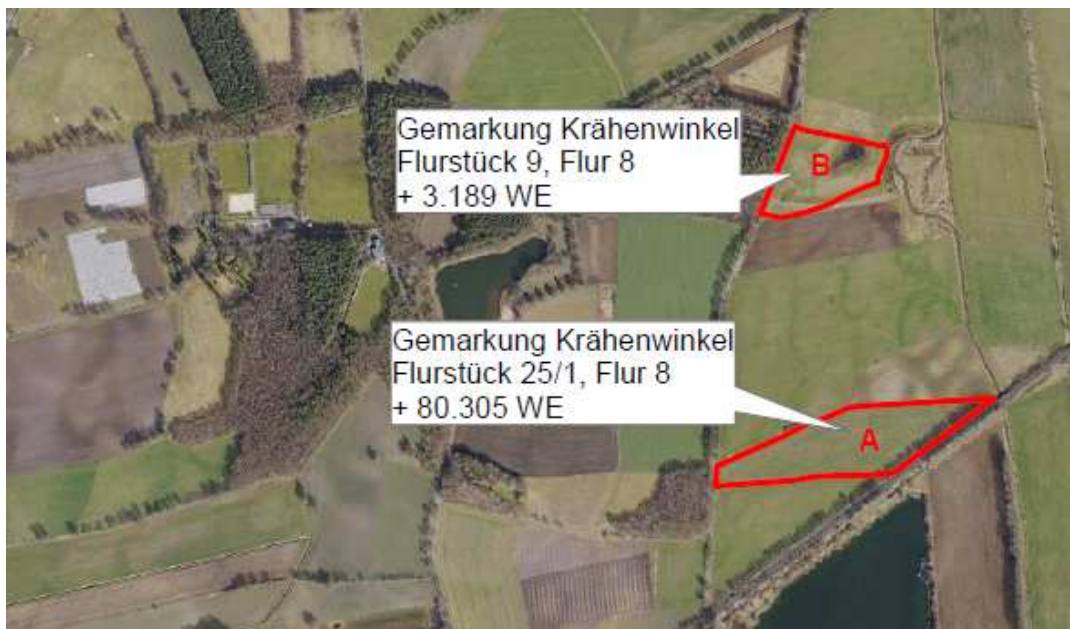 Gemarkung Krähenwinkel
Flurstück 9, Flur 8
+ 3.189 WE
B
Gemarkung Krähenwinkel
Flurstück 25/1, Flur 8
+ 80.305 WE
A